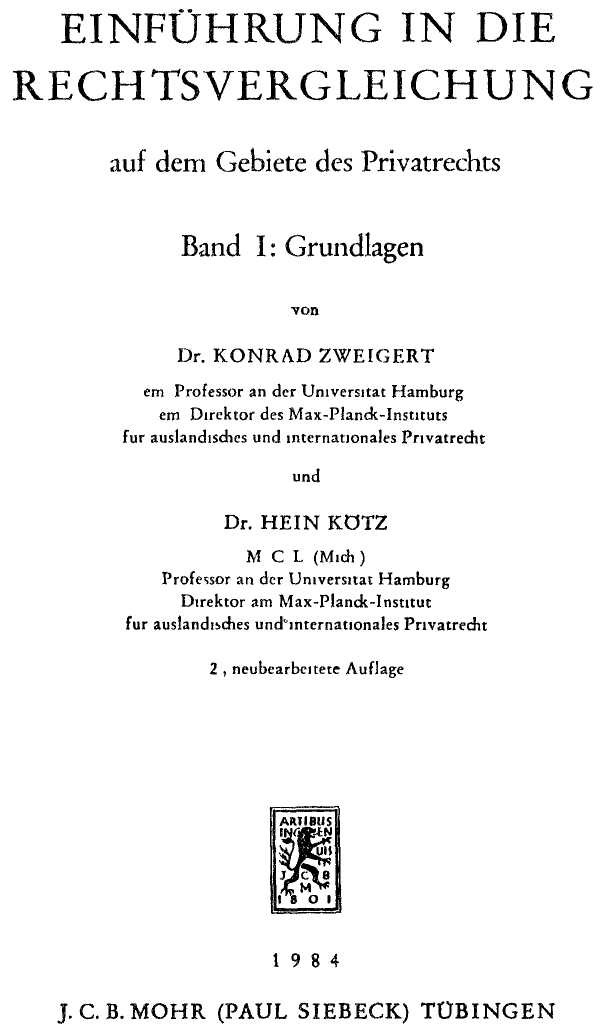 EINFÜHRUNG IN DIE
RECHTSVERGLEICHUNG
auf dem Gebiete des Privatrechts
Band I: Grundlagen
von
Dr. KONRAD ZWEIGERT
em Professor an der Universitat Hamburg
em Direktor des Max-Planck-Instituts
fur auslandisches und internationales Privatrecht
und
Dr. HEIN KÖTZ
M C L (Mich)
Professor an der Universitat Hamburg
Direktor am Max-Planck-Institut
fur auslandisches und internationales Privatrecht
2, neubearbeitete Auflage
ARTIBUS
J C B
M
1801
1984
J. C. B. MOHR (PAUL SIEBECK) TÜBINGEN